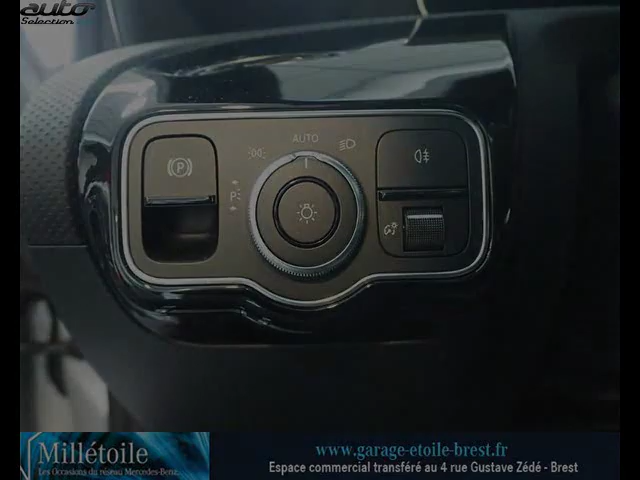 auto
Selection
AUTO
P
P
Millétoile
Les Occasions du réseau Mercedes-Benz
www.garage-etoile-brest.fr
Espace commercial transféré au 4 rue Gustave Zédé - Brest